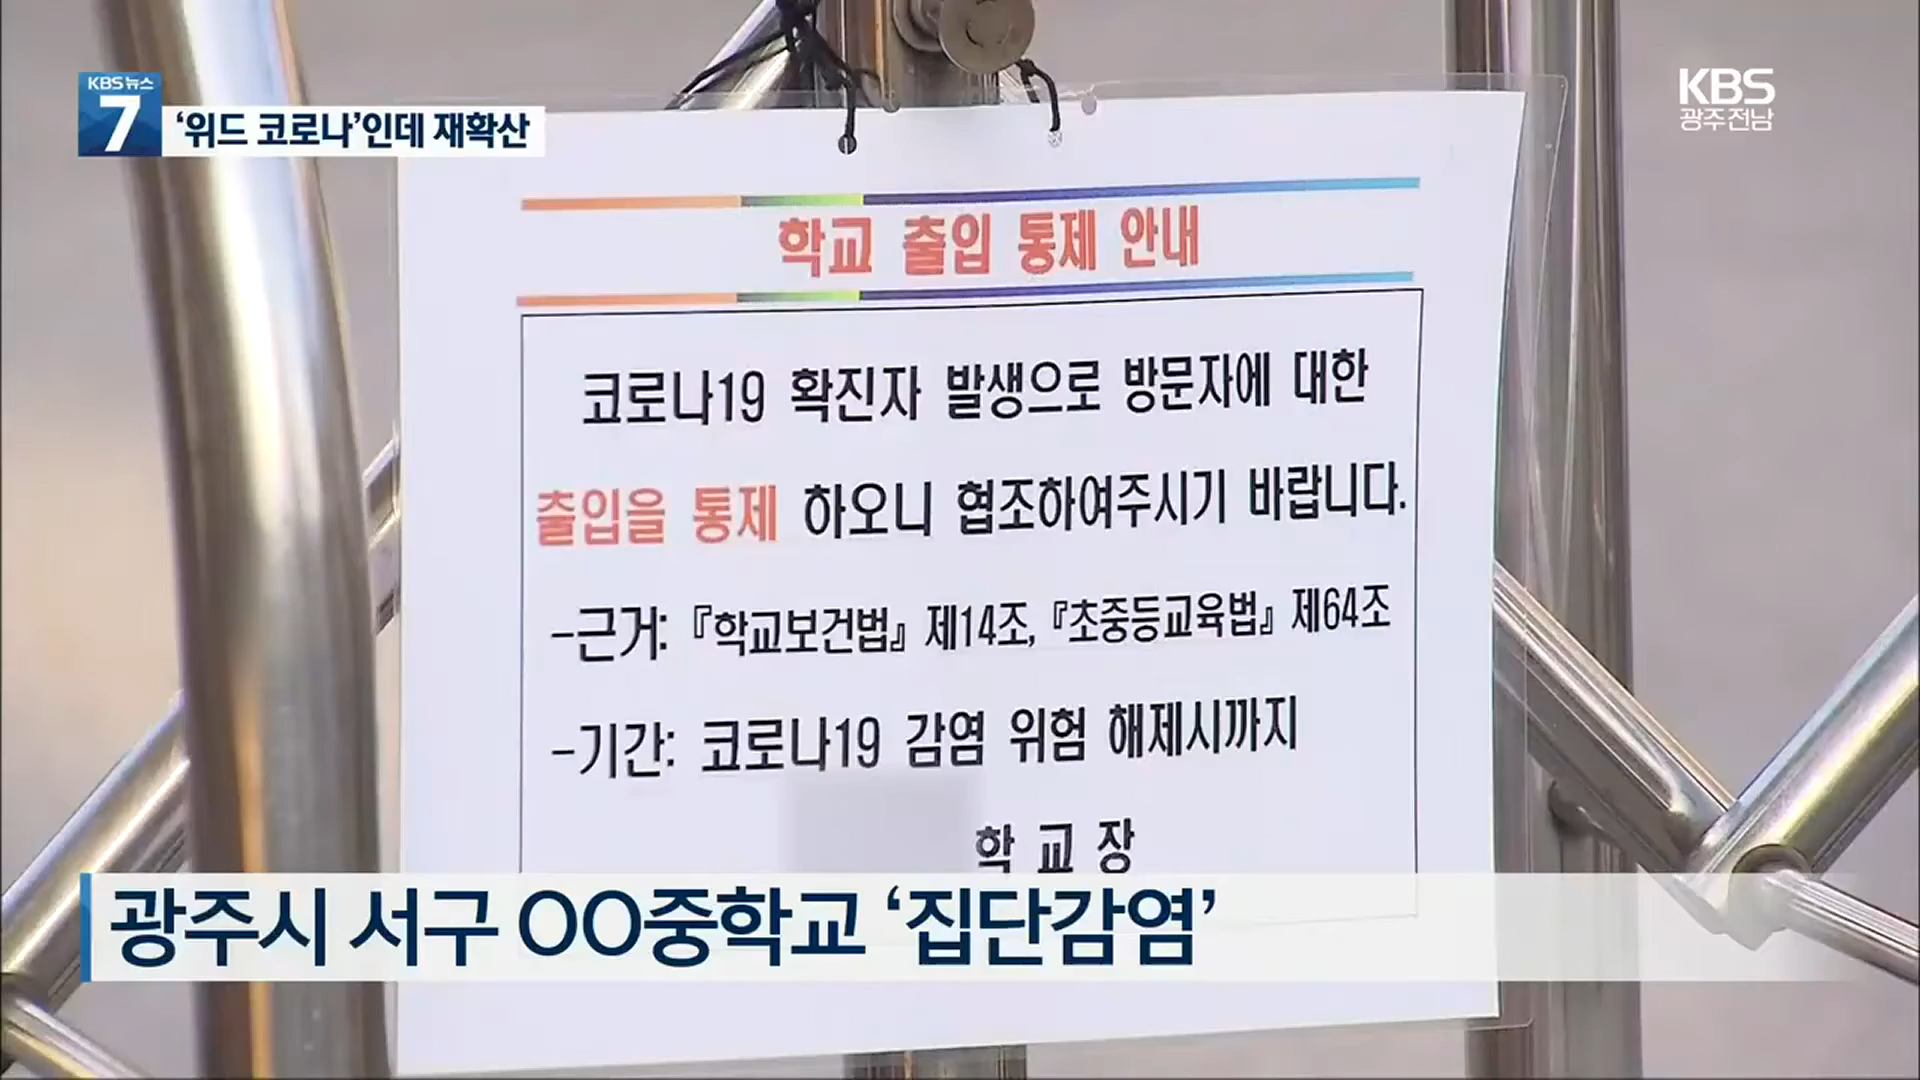 KBS 뉴스
7
‘위드 코로나’인데 재확산
KBS
광주전남
학교 출입 통제 안내
코로나19 확진자 발생으로 방문자에 대한
출입을 통제 하오니 협조하여주시기 바랍니다.
-근거: 『학교보건법』 제14조, 『초중등교육법』 제64조
-기간: 코로나19 감염 위험 해제시까지
학 교 장
광주시 서구 OO중학교 ‘집단감염’